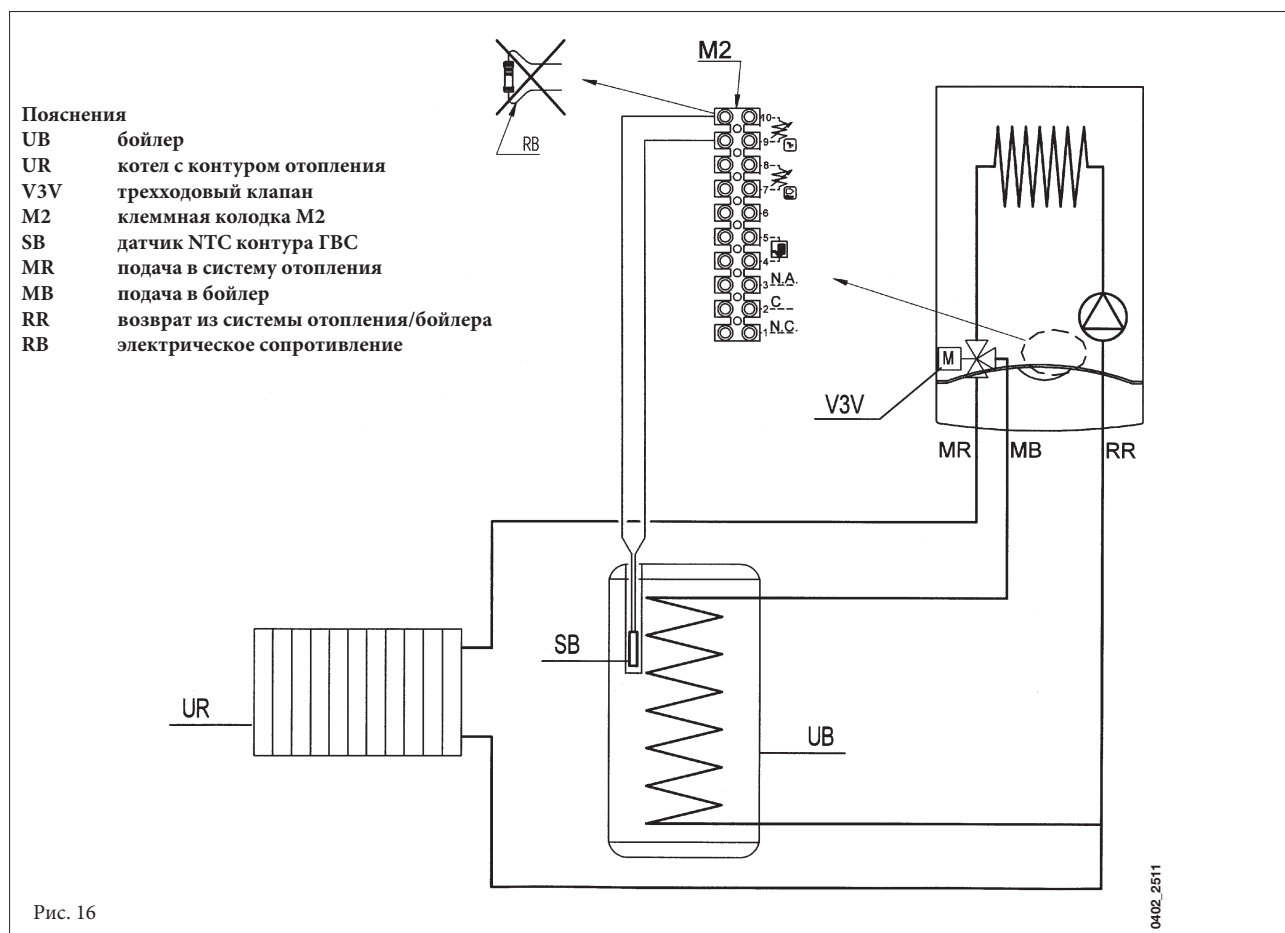 Пояснения
UB бойлер
UR котел с контуром отопления
V3V трехходовый клапан
M2 клеммная колодка M2
SB датчик NTC контура ГВС
MR подача в систему отопления
MB подача в бойлер
RR возврат из системы отопления/бойлера
RB электрическое сопротивление
RB
M2
10
9
8
7
6
5
4
3 N.A.
2 C
1 N.C.
M
V3V
MR MB RR
SB
UR
UB
0402_2511
Рис. 16